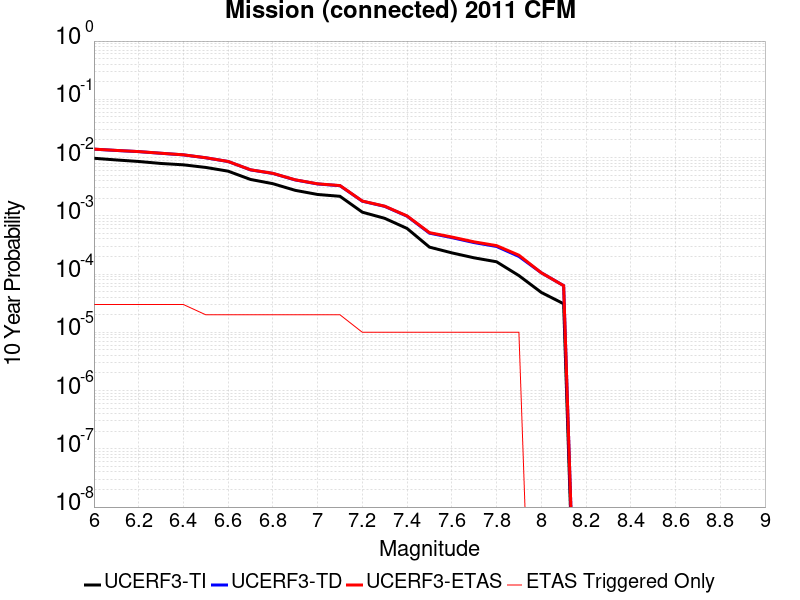 Mission (connected) 2011 CFM
10 0
10 -1
10 -2
10 -3
10 -4
10 -5
10 -6
10 -7
10 -8
10 Year Probability
6 6.2 6.4 6.6 6.8 7 7.2 7.4 7.6 7.8 8 8.2 8.4 8.6 8.8 9
Magnitude
UCERF3-TI UCERF3-TD UCERF3-ETAS ETAS Triggered Only